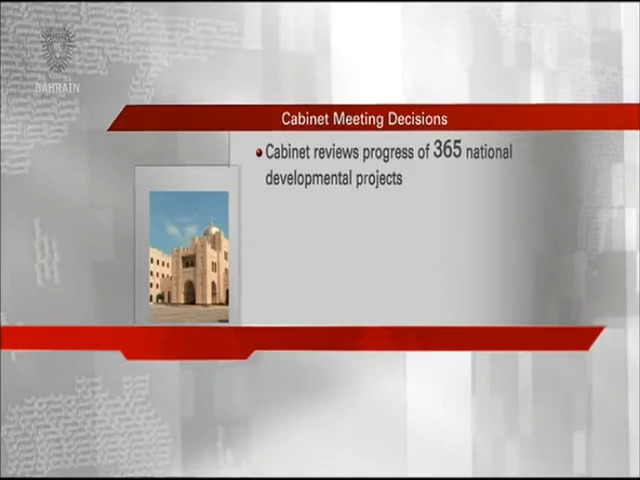 BAHRAIN
Cabinet Meeting Decisions
Cabinet reviews progress of 365 national
developmental projects